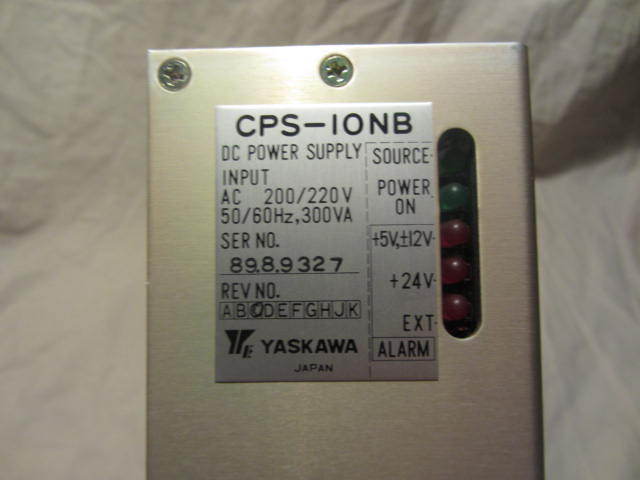 CPS-10NB
DC POWER SUPPLY
INPUT
AC 200/220V
50/60Hz, 300VA
SER NO.
89.8.9327
REV NO.
A B C D E F G H J K
YE YASKAWA
JAPAN
SOURCE
POWER
ON
+5V,±12V
+24V
EXT
ALARM